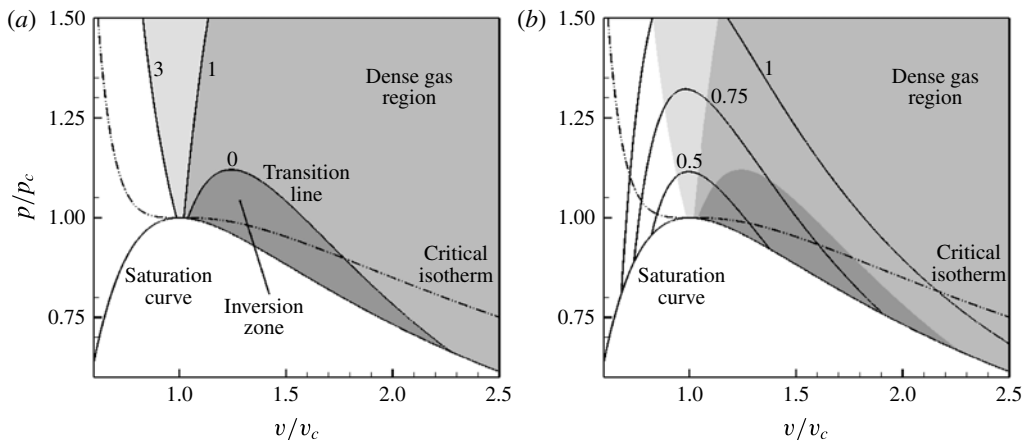 (a)
1.50
1.25
1.00
0.75
p/p_c
3
1
0
Dense gas
region
Transition
line
Critical
isotherm
Saturation
curve
Inversion
zone
1.0
1.5
2.0
2.5
v/v_c
(b)
1.50
1.25
1.00
0.75
1
0.75
0.5
Dense gas
region
Critical
isotherm
Saturation
curve
1.0
1.5
2.0
2.5
v/v_c